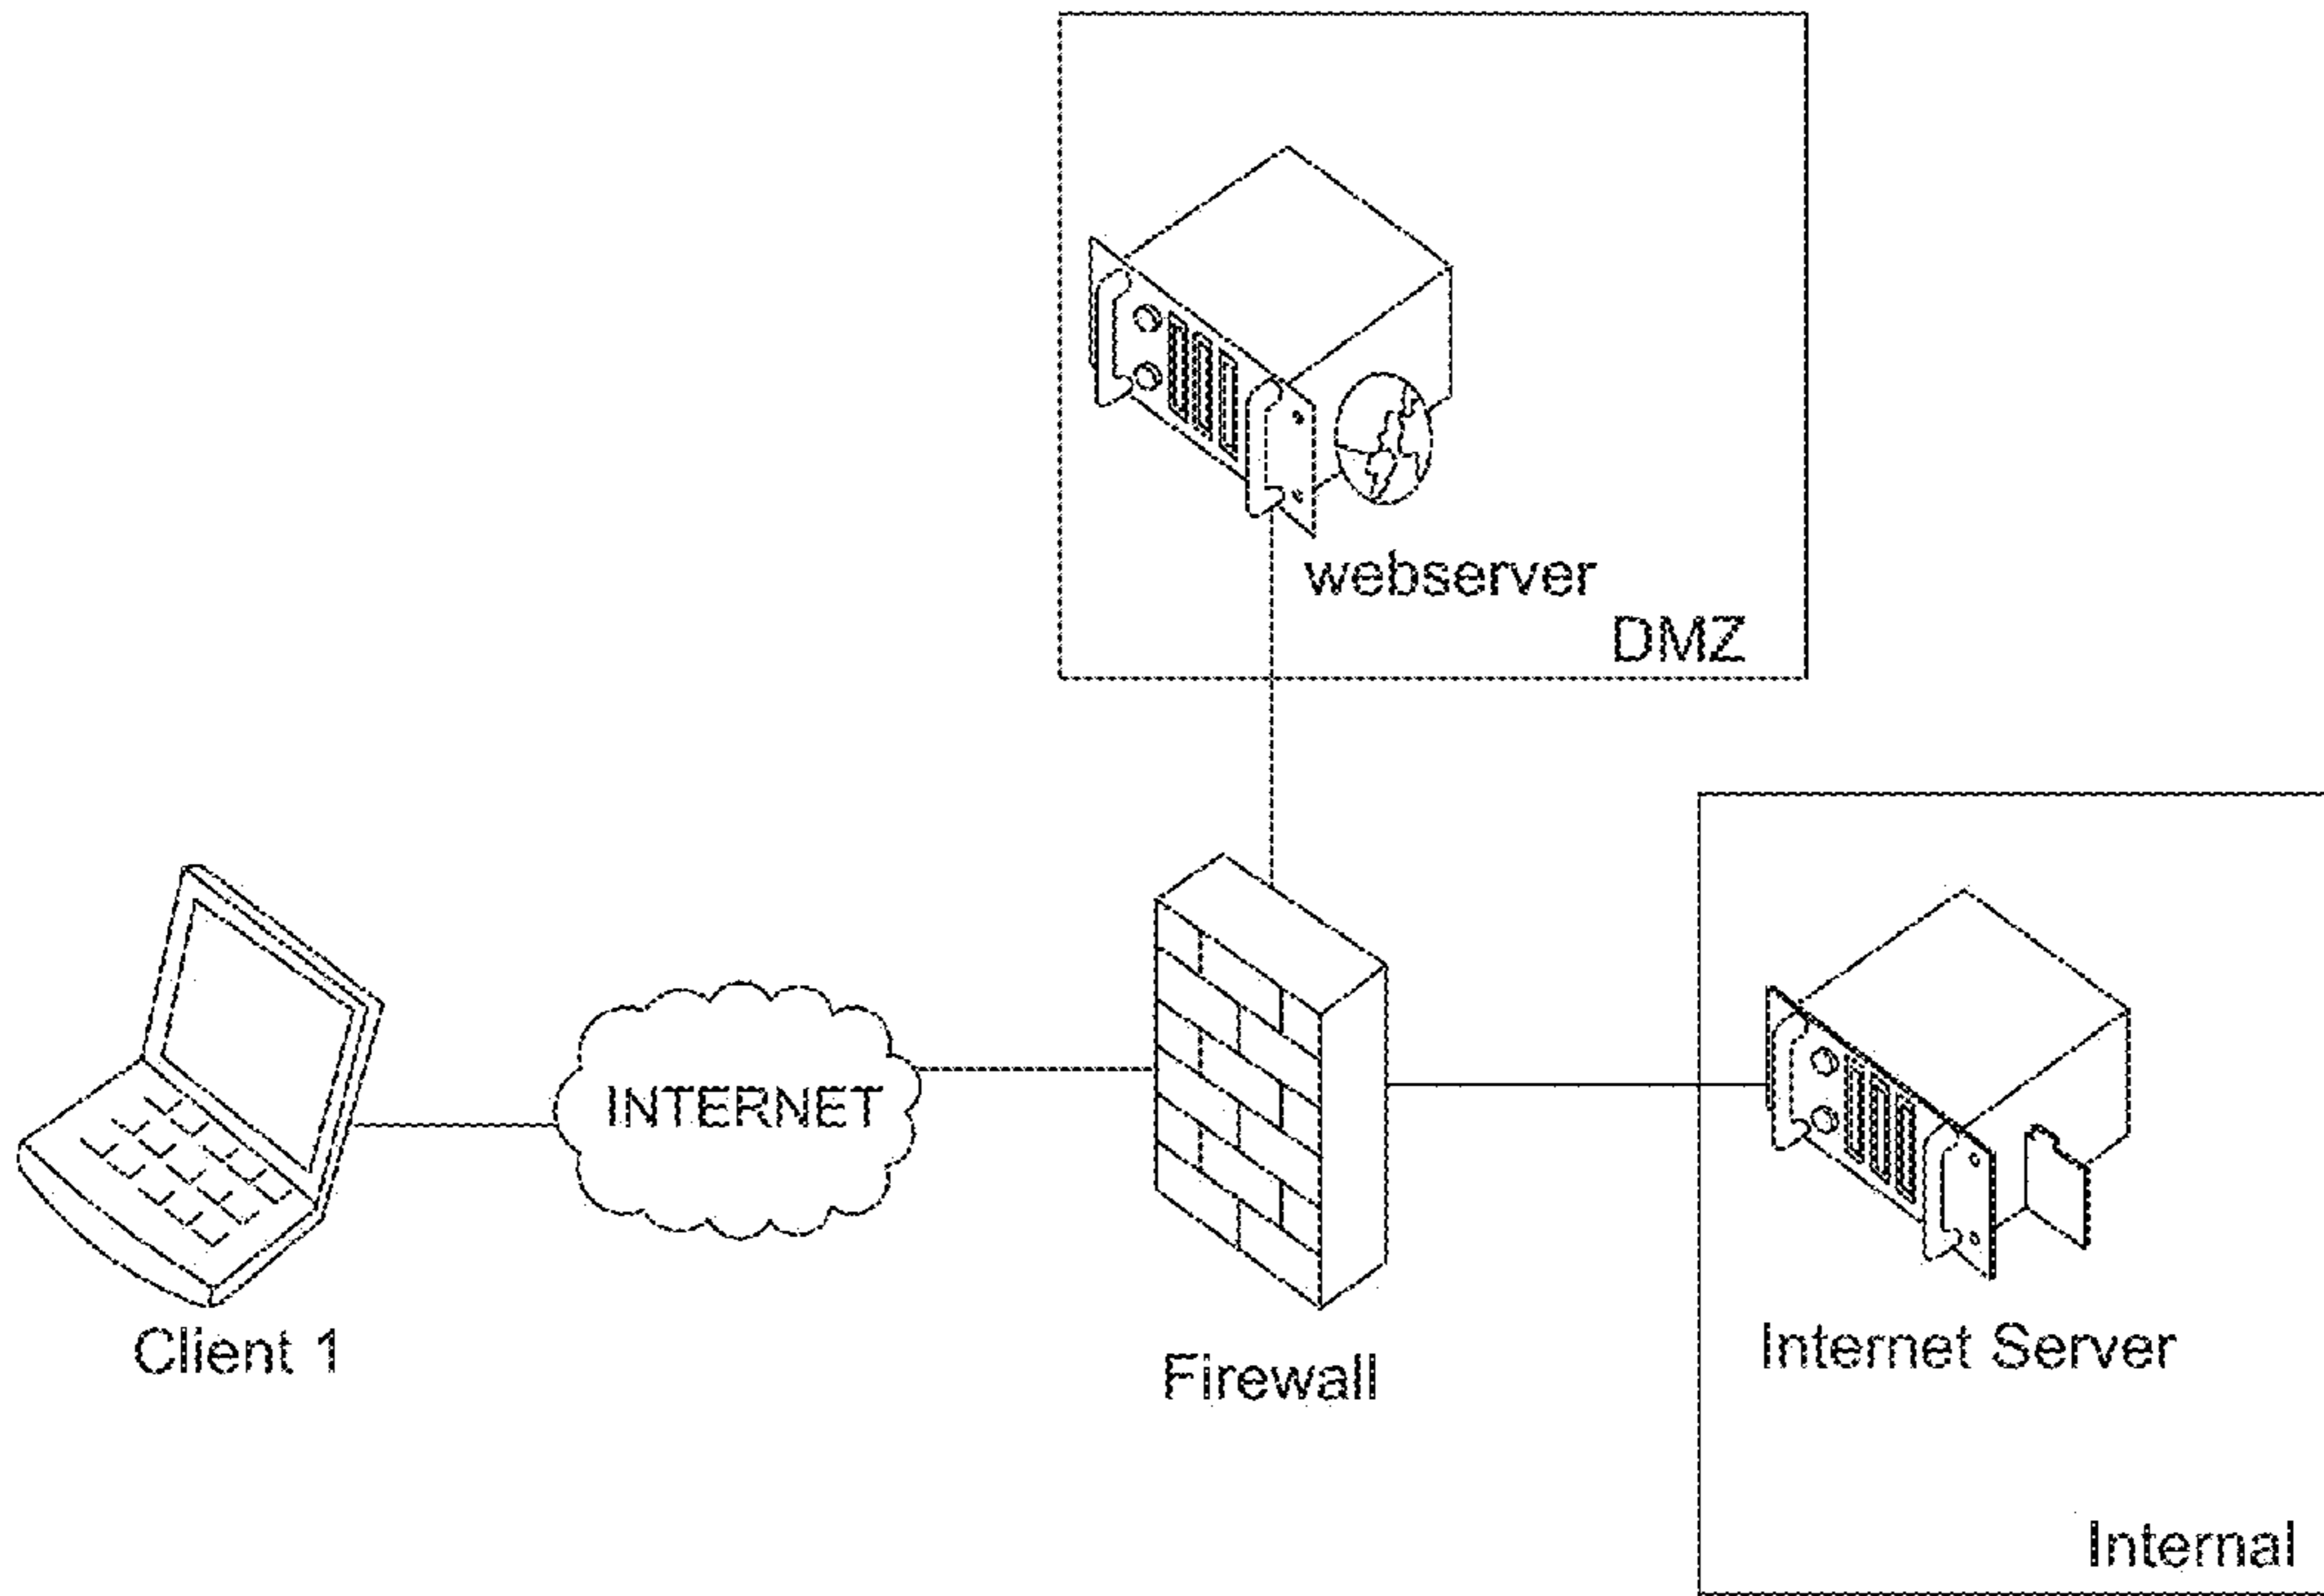 webserver
DMZ
INTERNET
Client 1
Firewall
Internet Server
Internal